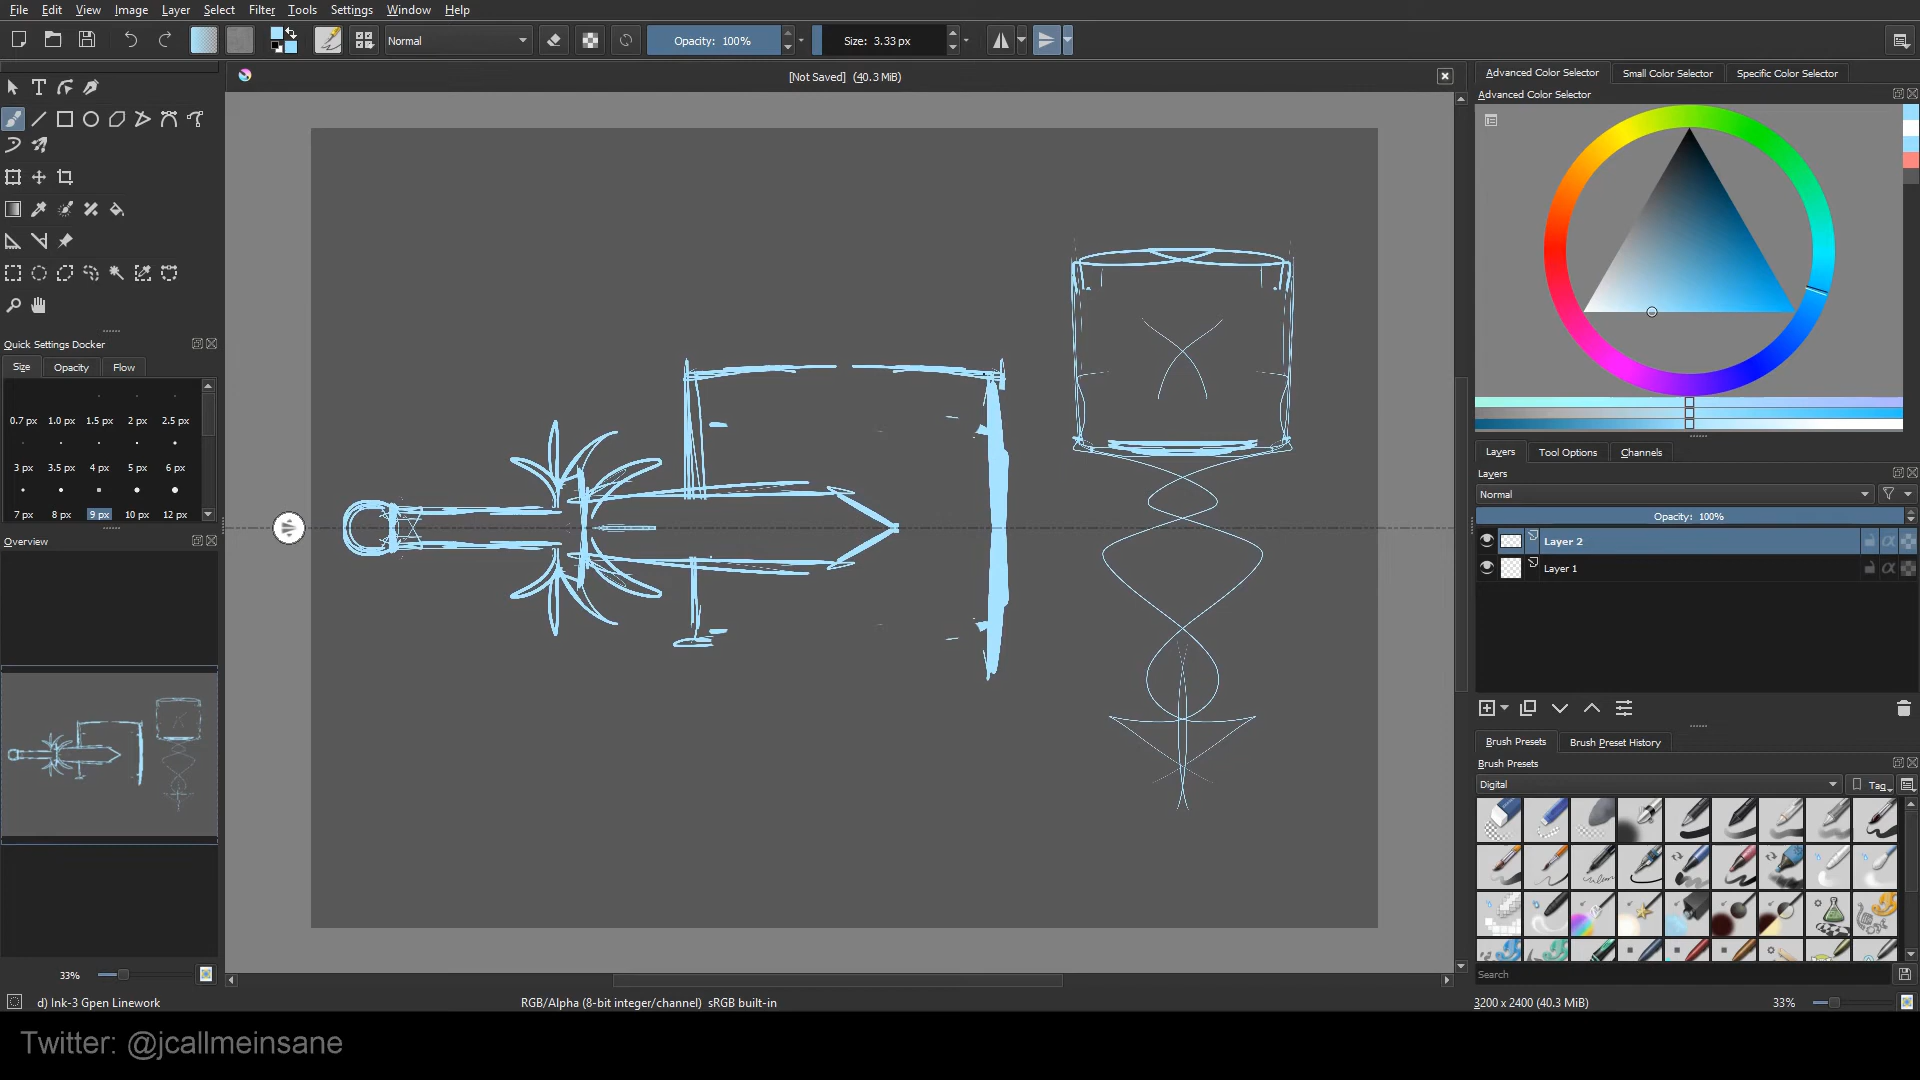 File Edit View Image Layer Select Filter Tools Settings Window Help
Normal Opacity: 100% Size: 3.33 px
[Not Saved] (40.3 MiB)
Advanced Color Selector Small Color Selector Specific Color Selector
Advanced Color Selector
Quick Settings Docker
Size Opacity Flow
0.7 px 1.0 px 1.5 px 2 px 2.5 px
3 px 3.5 px 4 px 5 px 6 px
7 px 8 px 9 px 10 px 12 px
Overview
33%
Layers Tool Options Channels
Layers
Normal
Opacity: 100%
Layer 2
Layer 1
Brush Presets Brush Preset History
Brush Presets
Digital Tag
Search
d) Ink-3 Gpen Linework RGB/Alpha (8-bit integer/channel) sRGB built-in 3200 x 2400 (40.3 MiB) 33%
Twitter: @jcallmeinsane